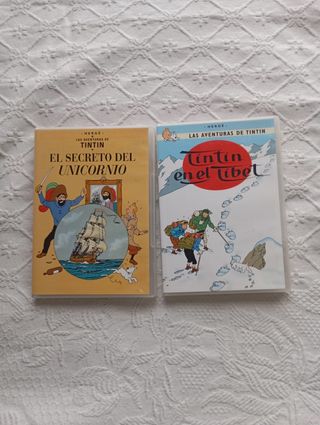 HERGÉ
LAS AVENTURAS DE
TINTIN
EL SECRETO DEL
UNICORNIO
HERGÉ
LAS AVENTURAS DE TINTIN
Tintin
en el Tibet